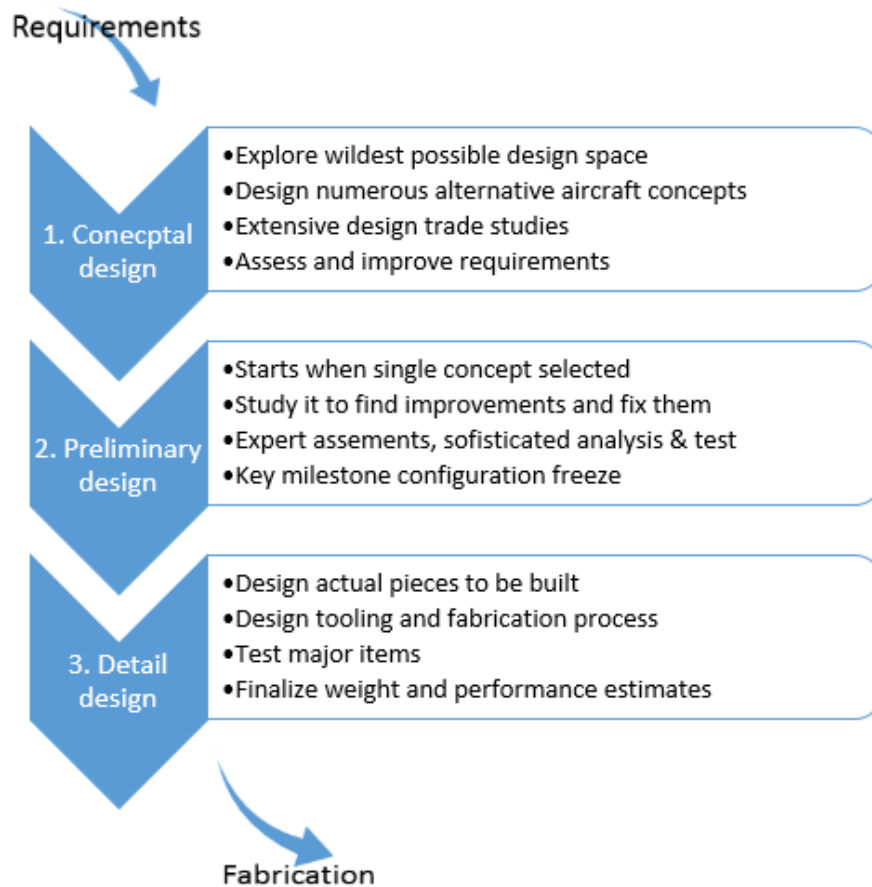 Requirements
1. Conecptal
design
•Explore wildest possible design space
•Design numerous alternative aircraft concepts
•Extensive design trade studies
•Assess and improve requirements
2. Preliminary
design
•Starts when single concept selected
•Study it to find improvements and fix them
•Expert assements, sofisticated analysis & test
•Key milestone configuration freeze
3. Detail
design
•Design actual pieces to be built
•Design tooling and fabrication process
•Test major items
•Finalize weight and performance estimates
Fabrication